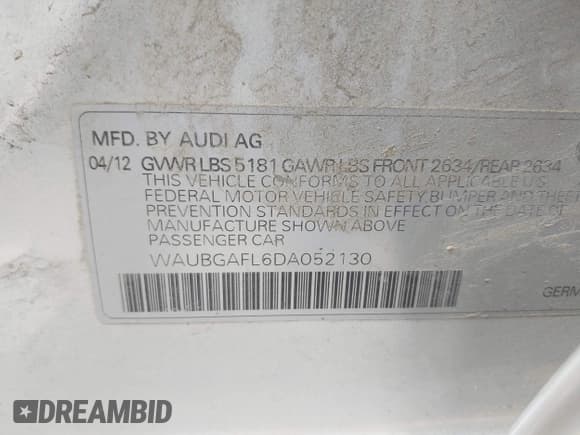 MFD. BY AUDI AG
04/12 GVWR LBS 5181 GAWR LBS FRONT 2634/REAR 2634
THIS VEHICLE CONFORMS TO ALL APPLICABLE U.S.
FEDERAL MOTOR VEHICLE SAFETY BUMPER AND THEFT
PREVENTION STANDARDS IN EFFECT ON THE DATE OF
MANUFACTURE SHOWN ABOVE
PASSENGER CAR
WAUBGAFL6DA052130
GERM
DREAMBID